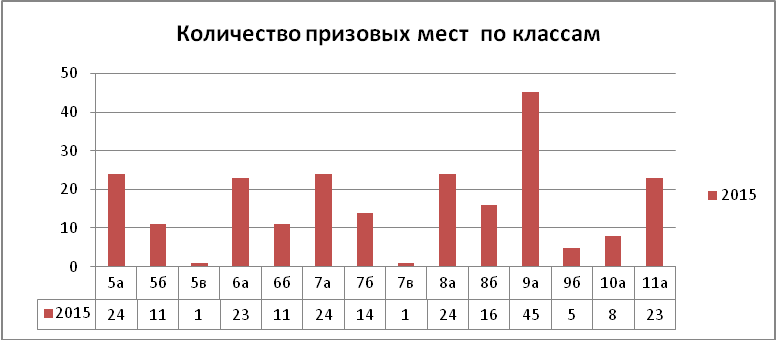 Количество призовых мест по классам
50
40
30
20
10
0
2015
5а 5б 5в 6а 6б 7а 7б 7в 8а 8б 9а 9б 10а 11а
2015 24 11 1 23 11 24 14 1 24 16 45 5 8 23